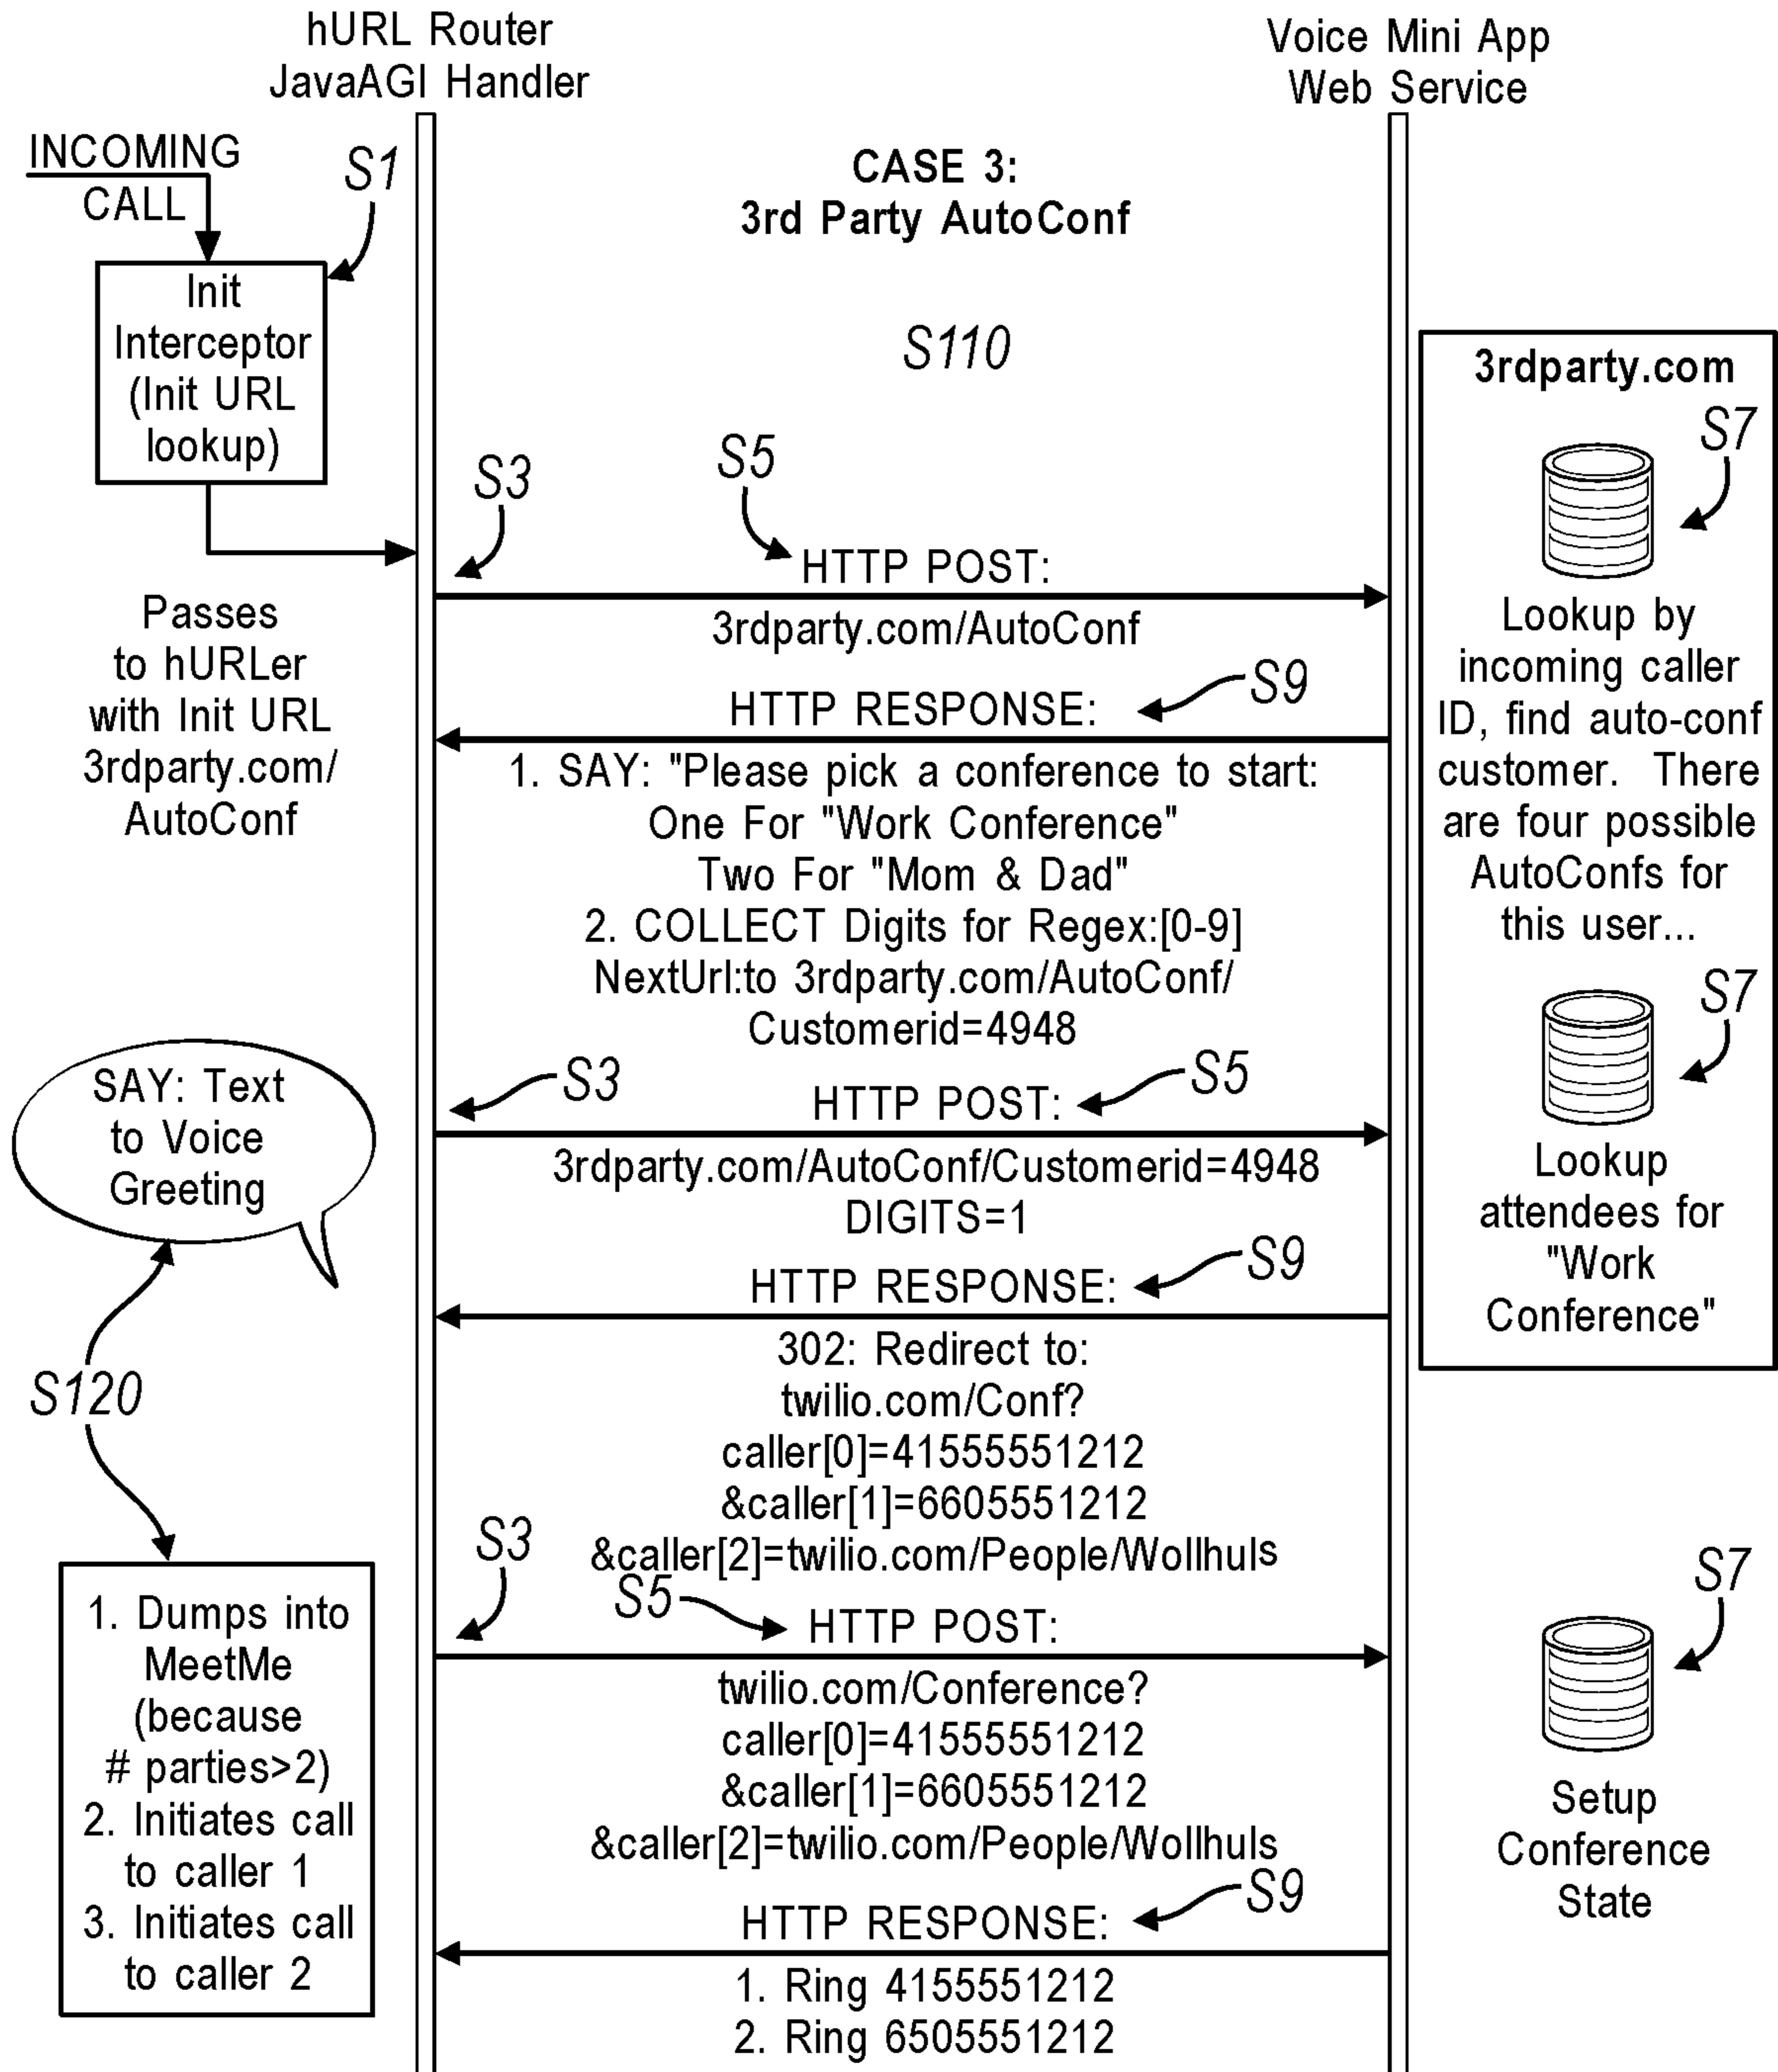 hURL Router
JavaAGI Handler
Voice Mini App
Web Service
INCOMING
CALL
S1
CASE 3:
3rd Party AutoConf
S110
Init
Interceptor
(Init URL
lookup)
Passes
to hURLer
with Init URL
3rdparty.com/
AutoConf
S3
S5
HTTP POST:
3rdparty.com/AutoConf
HTTP RESPONSE:
S9
1. SAY: "Please pick a conference to start:
One For "Work Conference"
Two For "Mom & Dad"
2. COLLECT Digits for Regex:[0-9]
NextUrl:to 3rdparty.com/AutoConf/
Customerid=4948
3rdparty.com
S7
Lookup by
incoming caller
ID, find auto-conf
customer. There
are four possible
AutoConfs for
this user...
S7
Lookup
attendees for
"Work
Conference"
SAY: Text
to Voice
Greeting
S3
HTTP POST:
S5
3rdparty.com/AutoConf/Customerid=4948
DIGITS=1
HTTP RESPONSE:
S9
302: Redirect to:
twilio.com/Conf?
caller[0]=41555551212
&caller[1]=6605551212
&caller[2]=twilio.com/People/Wollhuls
S120
1. Dumps into
MeetMe
(because
# parties>2)
2. Initiates call
to caller 1
3. Initiates call
to caller 2
S3
S5
HTTP POST:
twilio.com/Conference?
caller[0]=41555551212
&caller[1]=6605551212
&caller[2]=twilio.com/People/Wollhuls
S7
Setup
Conference
State
HTTP RESPONSE:
S9
1. Ring 4155551212
2. Ring 6505551212